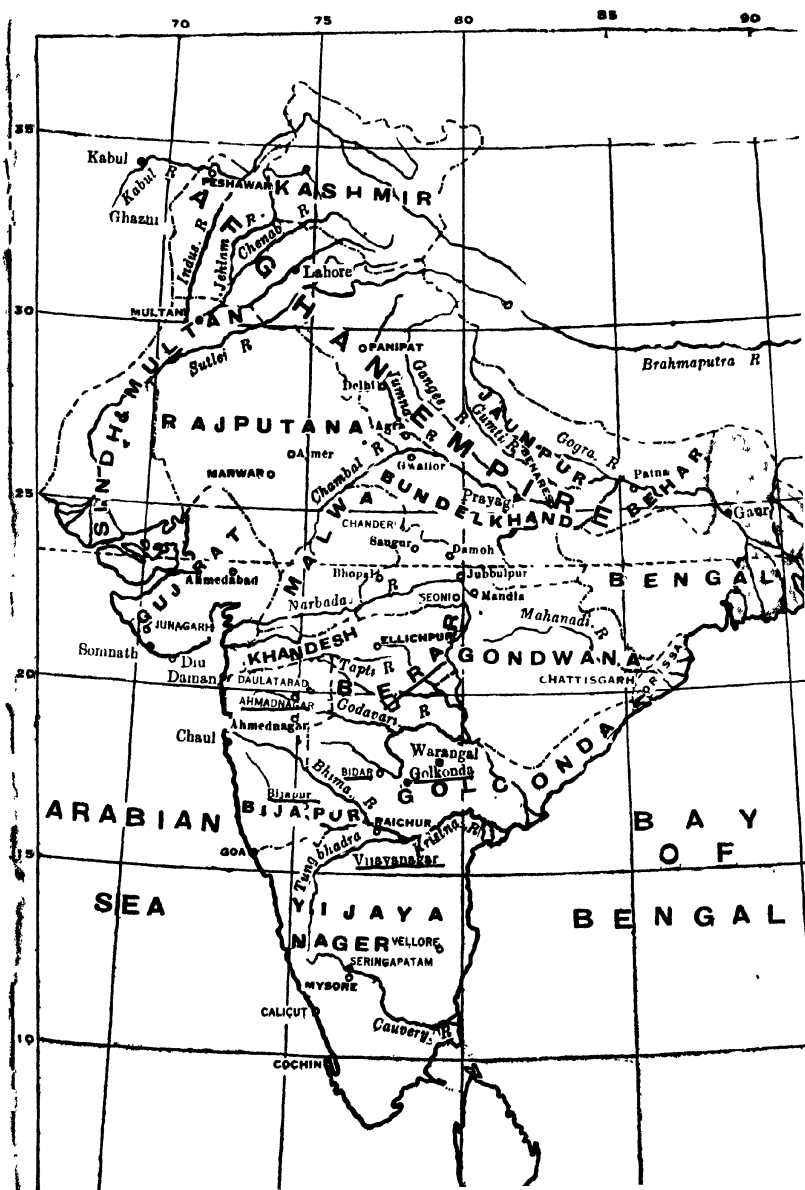 70 75 80 85 90
35
Kabul
Kabul R
PESHAWAR
KASHMIR
Ghazni
Indus. R
Jehlam R.
Chenab R
AFGHAN EMPIRE
Lahore
30
MULTAN
SINDH & MULTAN
Sutlej R
PANIPAT
Delhi
Jumna R
Ganges R
Gumti R
JAUNPUR
BENARES
Gogra. R
Brahmaputra R
RAJPUTANA
Agra
Ajmer
MARWAR
Gwalior
Chambal R
Patna
BEHAR
25
Prayag
BUNDELKHAND
Gaur
MALWA
CHANDERI
Saugur
Damoh
GUJRAT
Ahmedabad
Bhopal
Jubbulpur
BENGAL
Narbada R
SEONI
Mandla
JUNAGARH
Mahanadi. R
Somnath
Diu
KHANDESH
ELLICHPUR
GONDWANA
Daman
Tapti R
BERAR
CHATTISGARH
ORISSA
20
DAULATABAD
AHMADNAGAR
Godavari R
Ahmednagar
Chaul
Warangal
BIDAR
Golkonda
GOLCONDA
Bhima. R
Bijapur
ARABIAN
BIJAPUR
RAICHUR
Krishna R
BAY
15
GOA
Tungbhadra
Vijayanagar
OF
SEA
VIJAYA
BENGAL
NAGER
VELLORE
SERINGAPATAM
MYSORE
CALICUT
Cauvery. R
10
COCHIN